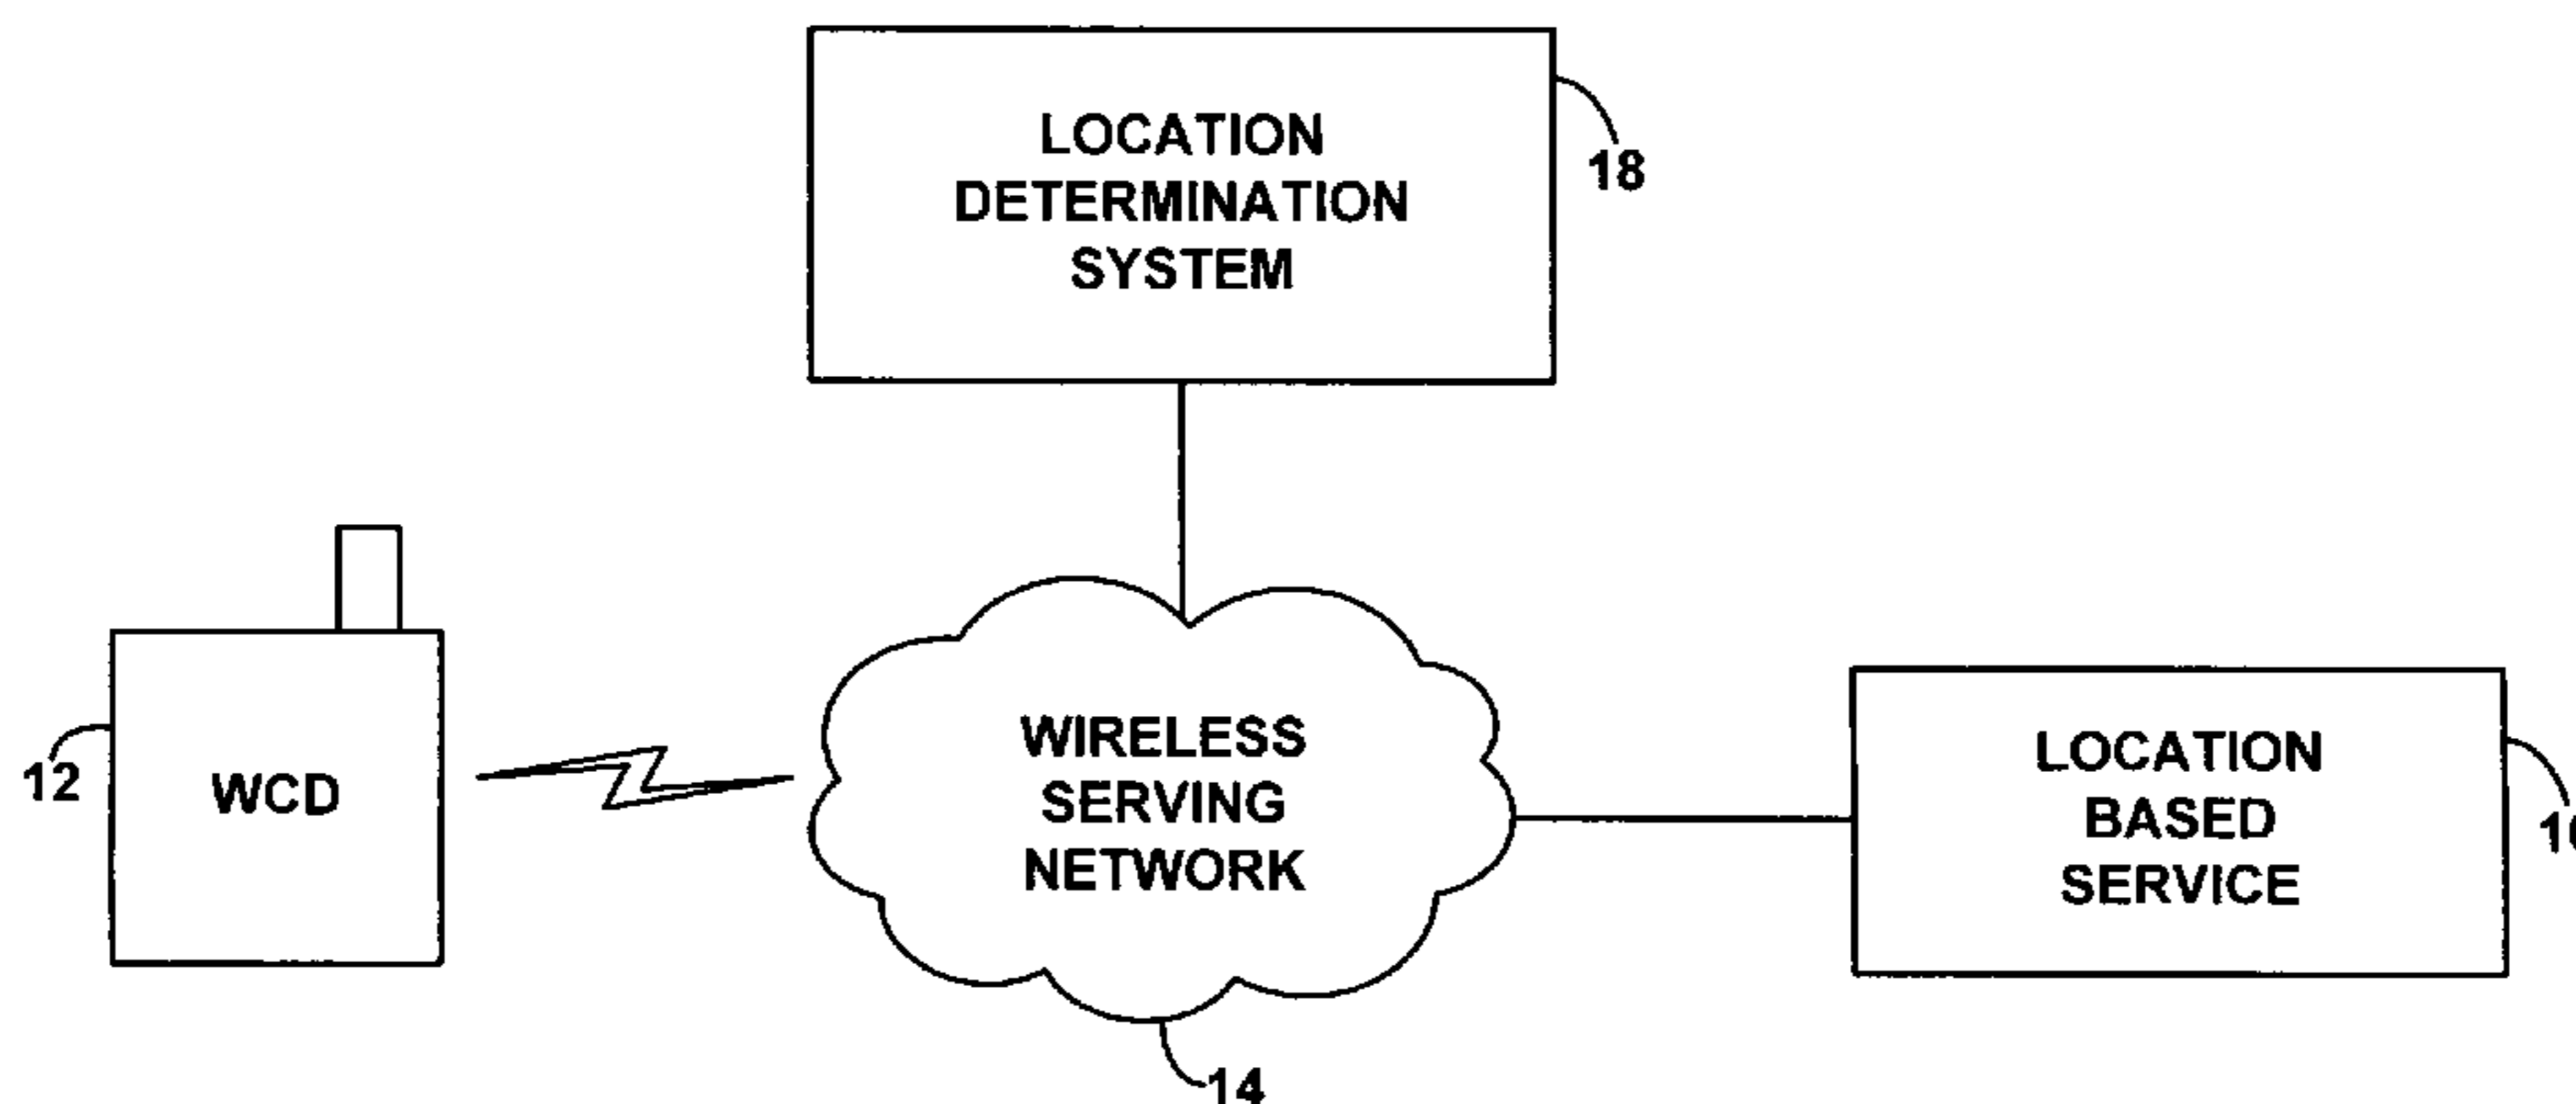 LOCATION
DETERMINATION
SYSTEM
18
WCD
12
WIRELESS
SERVING
NETWORK
14
LOCATION
BASED
SERVICE